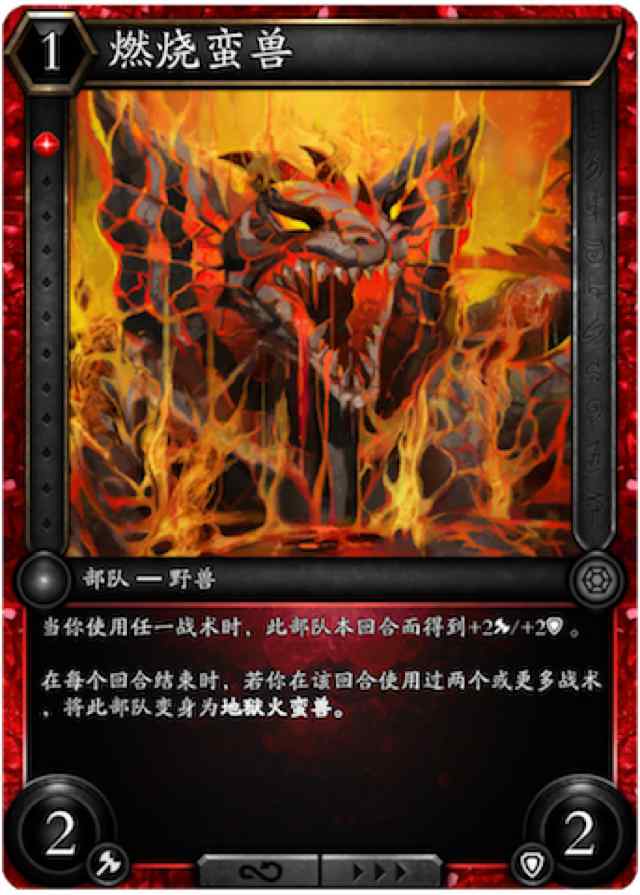 1 燃烧蛮兽
部队 — 野兽
当你使用任一战术时，此部队本回合而得到+2/+2。
在每个回合结束时，若你在该回合使用过两个或更多战术
，将此部队变身为地獄火蛮兽。
2 2